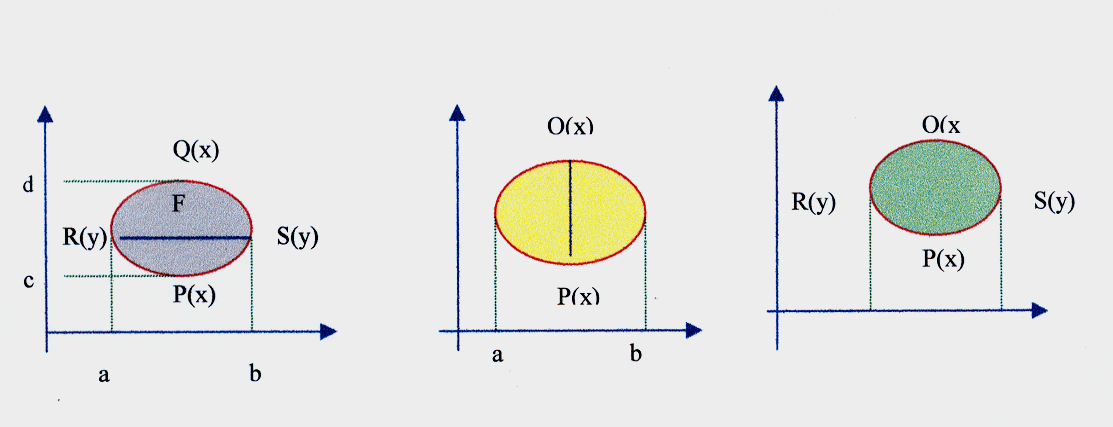 Q(x)
d
F
R(y)
S(y)
c
P(x)
a
b
O(x)
P(x)
a
b
O(x
R(y)
S(y)
P(x)